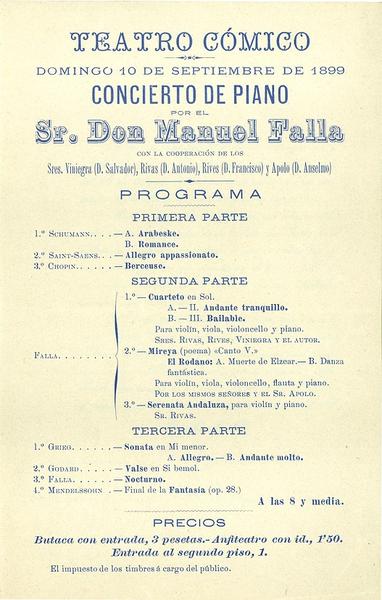 TEATRO CÓMICO
DOMINGO 10 DE SEPTIEMBRE DE 1899
CONCIERTO DE PIANO
POR EL
Sr. Don Manuel Falla
CON LA COOPERACIÓN DE LOS
Sres. Viniegra (D. Salvador), Rivas (D. Antonio), Rives (D. Francisco) y Apolo (D. Anselmo)
PROGRAMA
PRIMERA PARTE
1.º SCHUMANN. . . . — A. Arabeske.
B. Romance.
2.º SAINT-SAENS. . — Allegro appassionato.
3.º CHOPIN. . . . . . — Berceuse.
SEGUNDA PARTE
FALLA. . . . . . . .
1.º — Cuarteto en Sol.
A. — II. Andante tranquillo.
B. — III. Bailable.
Para violín, viola, violoncello y piano.
SRES. RIVAS, RIVES, VINIEGRA Y EL AUTOR.
2.º — Mireya (poema) «Canto V.»
El Rodano: A. Muerte de Elzear.— B. Danza
fantástica.
Para violín, viola, violoncello, flauta y piano.
POR LOS MISMOS SEÑORES Y EL SR. APOLO.
3.º — Serenata Andaluza, para violín y piano.
SR. RIVAS.
TERCERA PARTE
1.º GRIEG. . . . . . . — Sonata en Mi menor.
A. Allegro. — B. Andante molto.
2.º GODARD. . . . . — Valse en Si bemol.
3.º FALLA. . . . . . . — Nocturno.
4.º MENDELSSOHN . — Final de la Fantasía (op. 28.)
A las 8 y media.
PRECIOS
Butaca con entrada, 3 pesetas.- Anfiteatro con id., 1'50.
Entrada al segundo piso, 1.
El impuesto de los timbres á cargo del público.